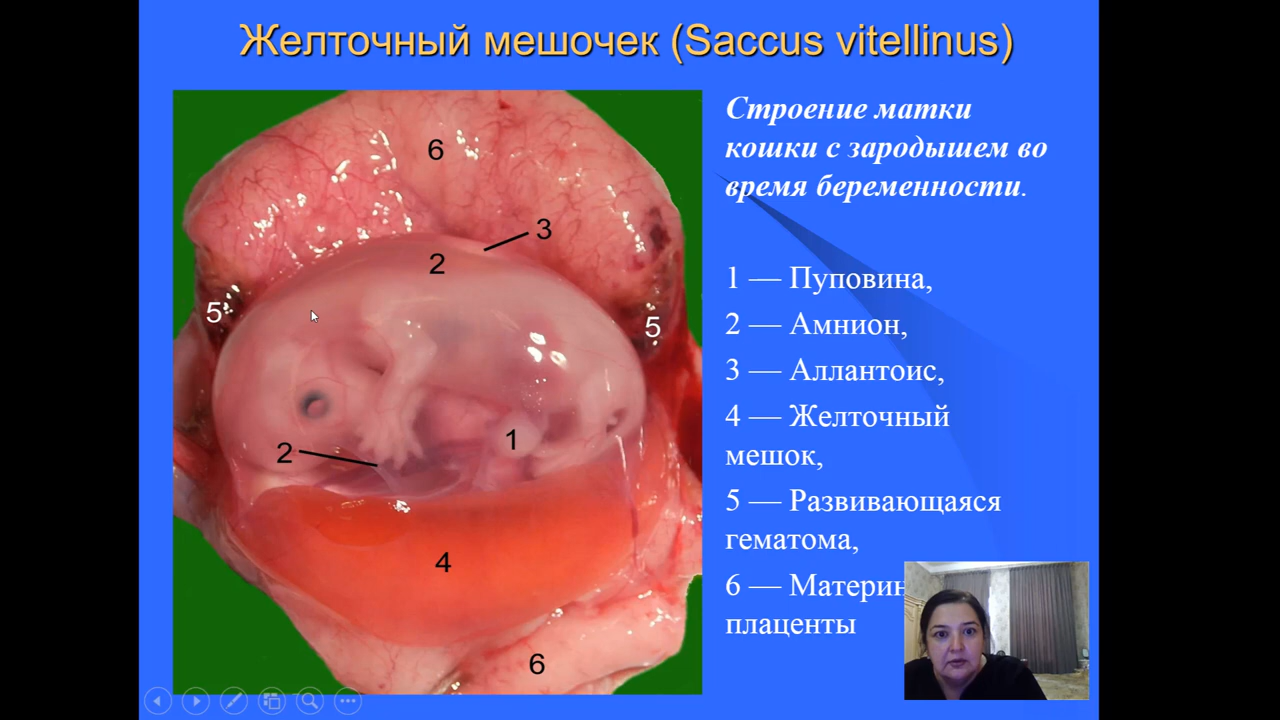 Желточный мешочек (Saccus vitellinus)
6
3
2
5
5
2
1
4
6
Строение матки
кошки с зародышем во
время беременности.
1 — Пуповина,
2 — Амнион,
3 — Аллантоис,
4 — Желточный
мешок,
5 — Развивающаяся
гематома,
6 —
плаценты